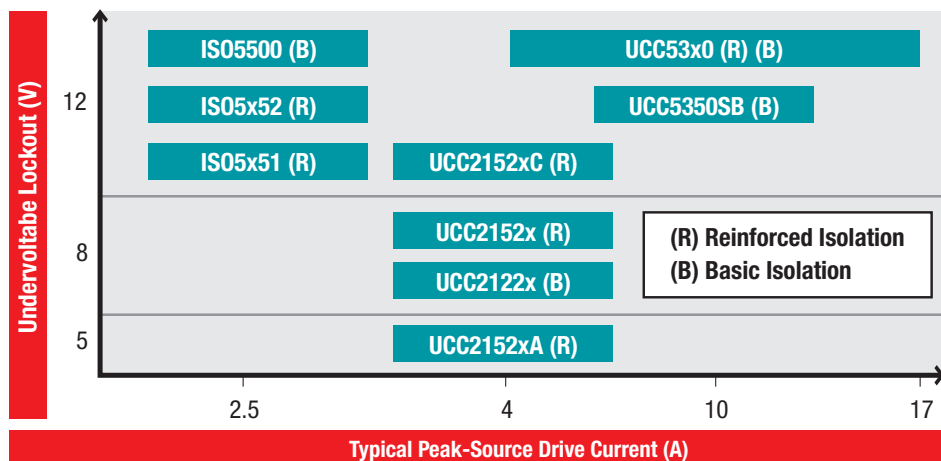 Undervoltabe Lockout (V)
12
8
5
ISO5500 (B)
UCC53x0 (R) (B)
ISO5x52 (R)
UCC5350SB (B)
ISO5x51 (R)
UCC2152xC (R)
UCC2152x (R)
UCC2122x (B)
UCC2152xA (R)
(R) Reinforced Isolation
(B) Basic Isolation
2.5
4
10
17
Typical Peak-Source Drive Current (A)